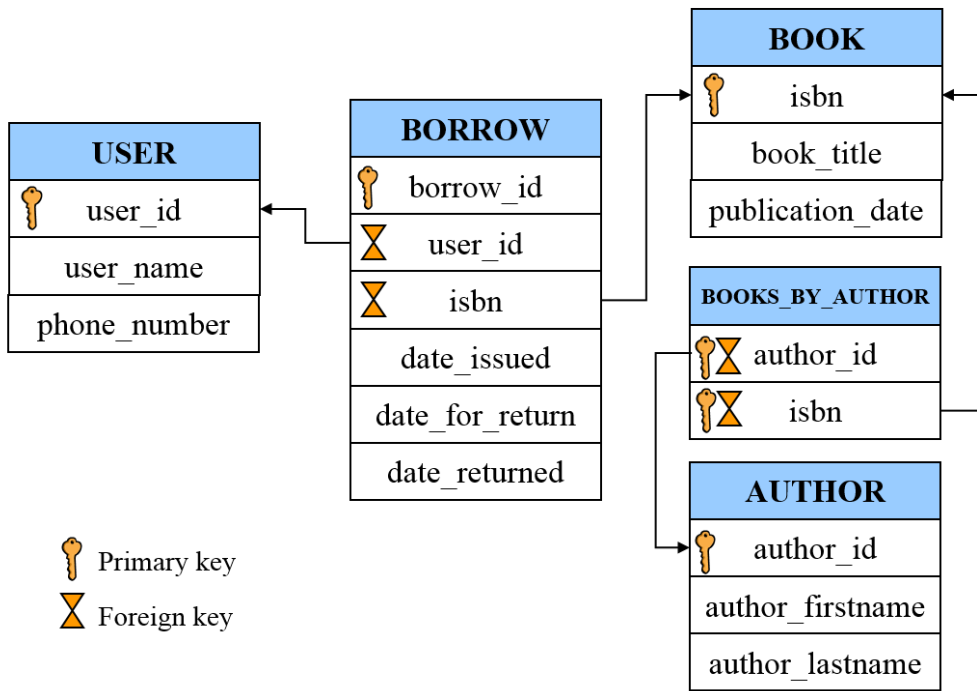 USER
user_id
user_name
phone_number
BORROW
borrow_id
user_id
isbn
date_issued
date_for_return
date_returned
BOOK
isbn
book_title
publication_date
BOOKS_BY_AUTHOR
author_id
isbn
AUTHOR
author_id
author_firstname
author_lastname
Primary key
Foreign key